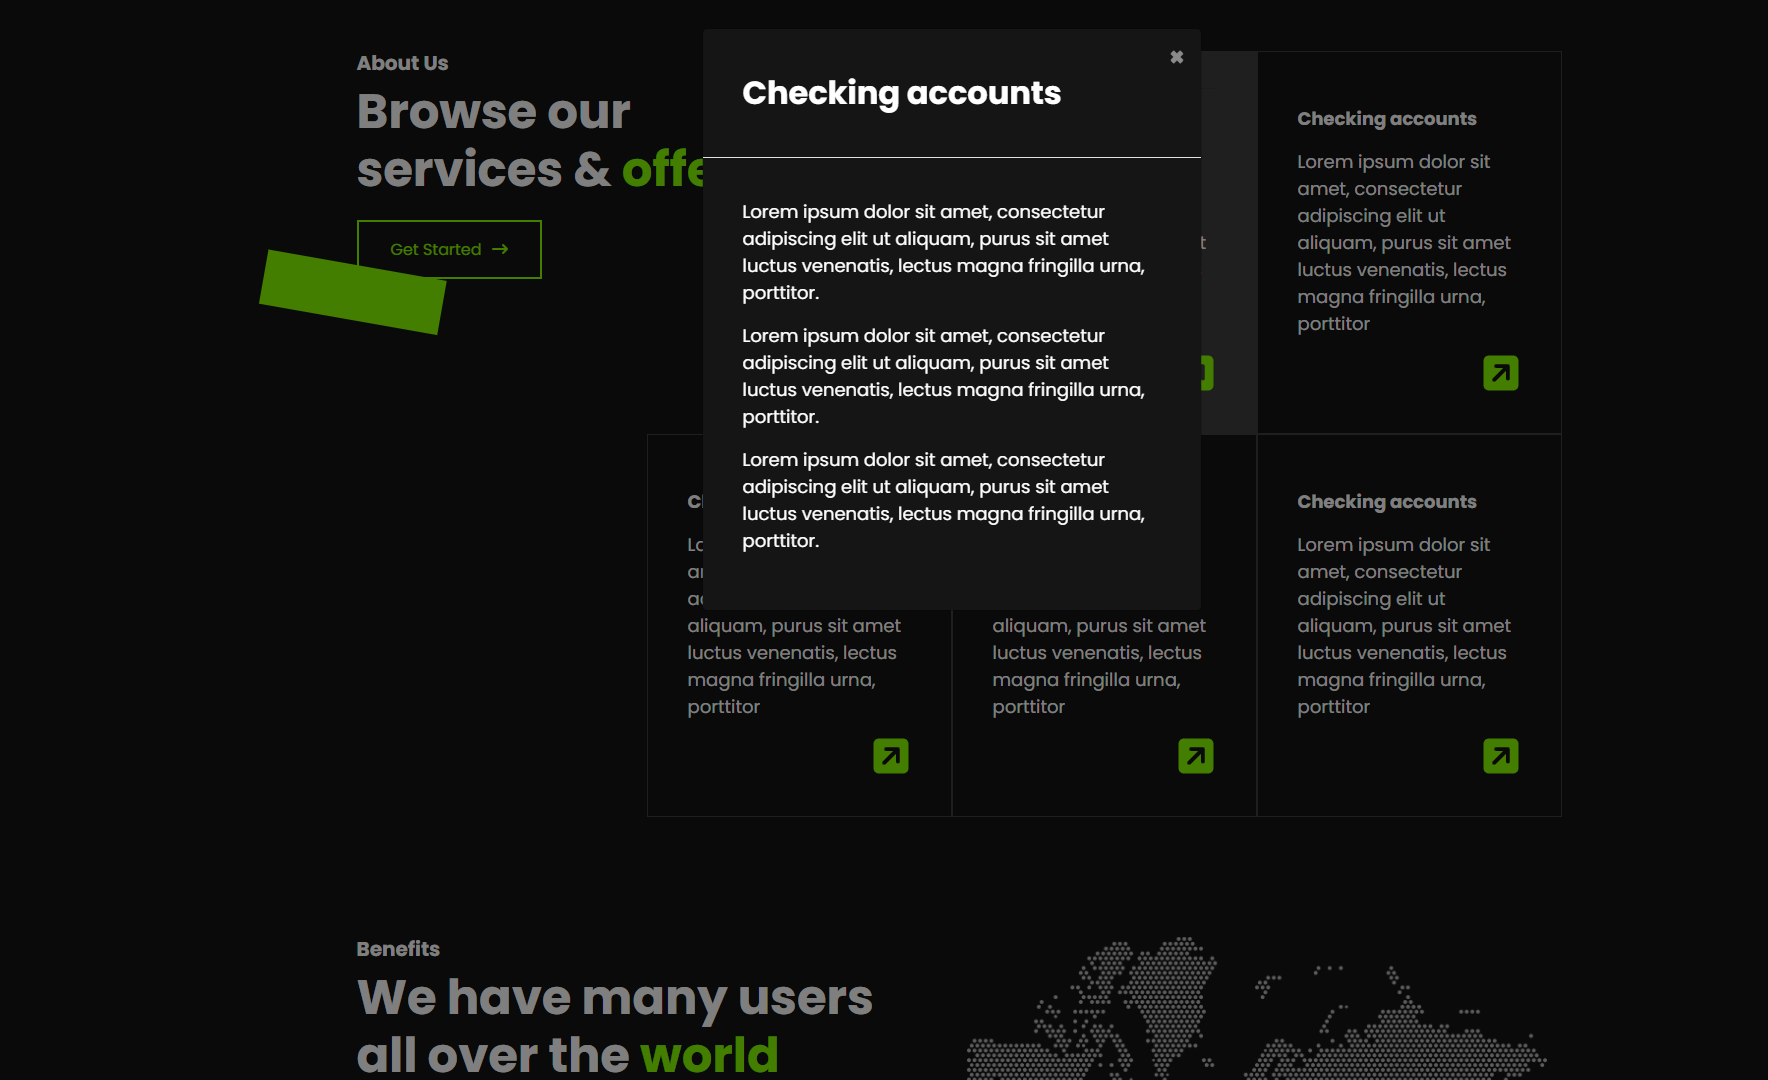 About Us
Browse our
services & offe
Get Started
✖
Checking accounts
Lorem ipsum dolor sit amet, consectetur
adipiscing elit ut aliquam, purus sit amet
luctus venenatis, lectus magna fringilla urna,
porttitor.
Lorem ipsum dolor sit amet, consectetur
adipiscing elit ut aliquam, purus sit amet
luctus venenatis, lectus magna fringilla urna,
porttitor.
Lorem ipsum dolor sit amet, consectetur
adipiscing elit ut aliquam, purus sit amet
luctus venenatis, lectus magna fringilla urna,
porttitor.
Checking accounts
Lorem ipsum dolor sit
amet, consectetur
adipiscing elit ut
aliquam, purus sit amet
luctus venenatis, lectus
magna fringilla urna,
porttitor
aliquam, purus sit amet
luctus venenatis, lectus
magna fringilla urna,
porttitor
aliquam, purus sit amet
luctus venenatis, lectus
magna fringilla urna,
porttitor
Checking accounts
Lorem ipsum dolor sit
amet, consectetur
adipiscing elit ut
aliquam, purus sit amet
luctus venenatis, lectus
magna fringilla urna,
porttitor
Benefits
We have many users
all over the world